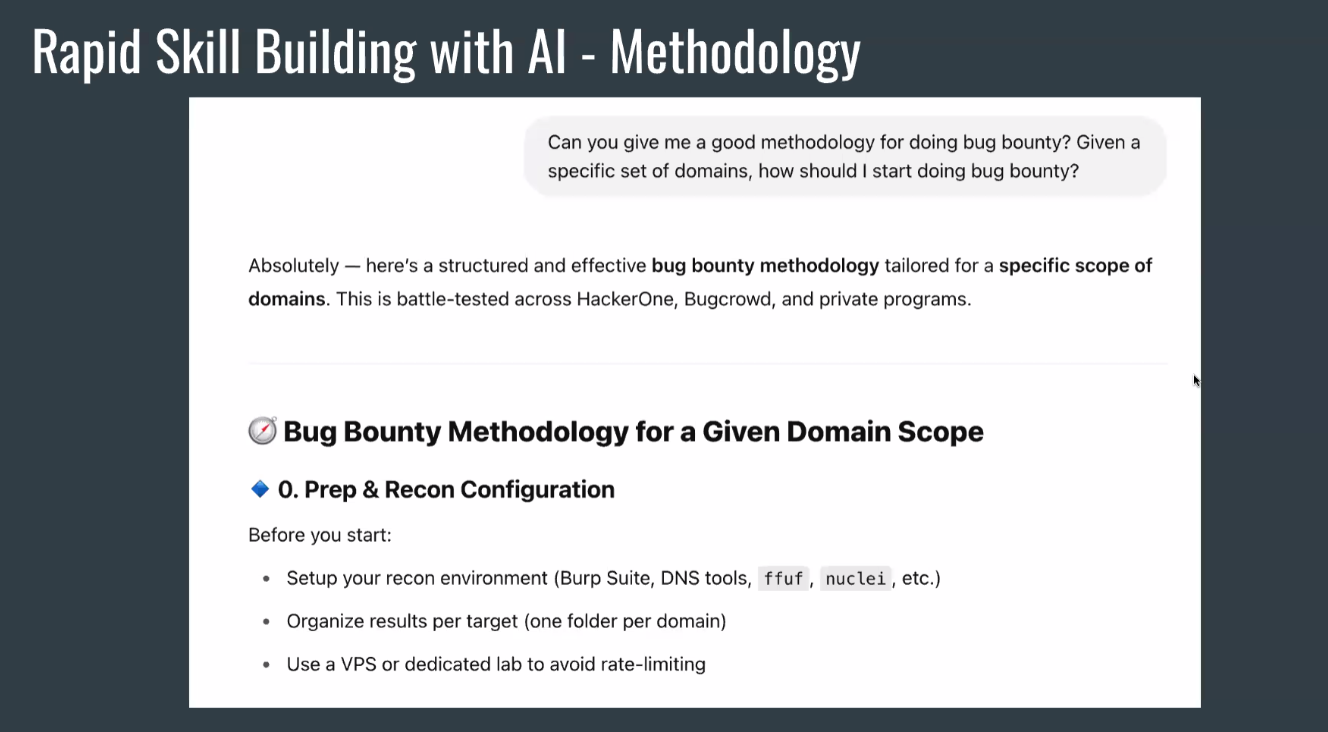 Rapid Skill Building with AI - Methodology
Can you give me a good methodology for doing bug bounty? Given a
specific set of domains, how should I start doing bug bounty?
Absolutely — here's a structured and effective bug bounty methodology tailored for a specific scope of
domains. This is battle-tested across HackerOne, Bugcrowd, and private programs.
🧭 Bug Bounty Methodology for a Given Domain Scope
🔹 0. Prep & Recon Configuration
Before you start:
• Setup your recon environment (Burp Suite, DNS tools, ffuf, nuclei, etc.)
• Organize results per target (one folder per domain)
• Use a VPS or dedicated lab to avoid rate-limiting